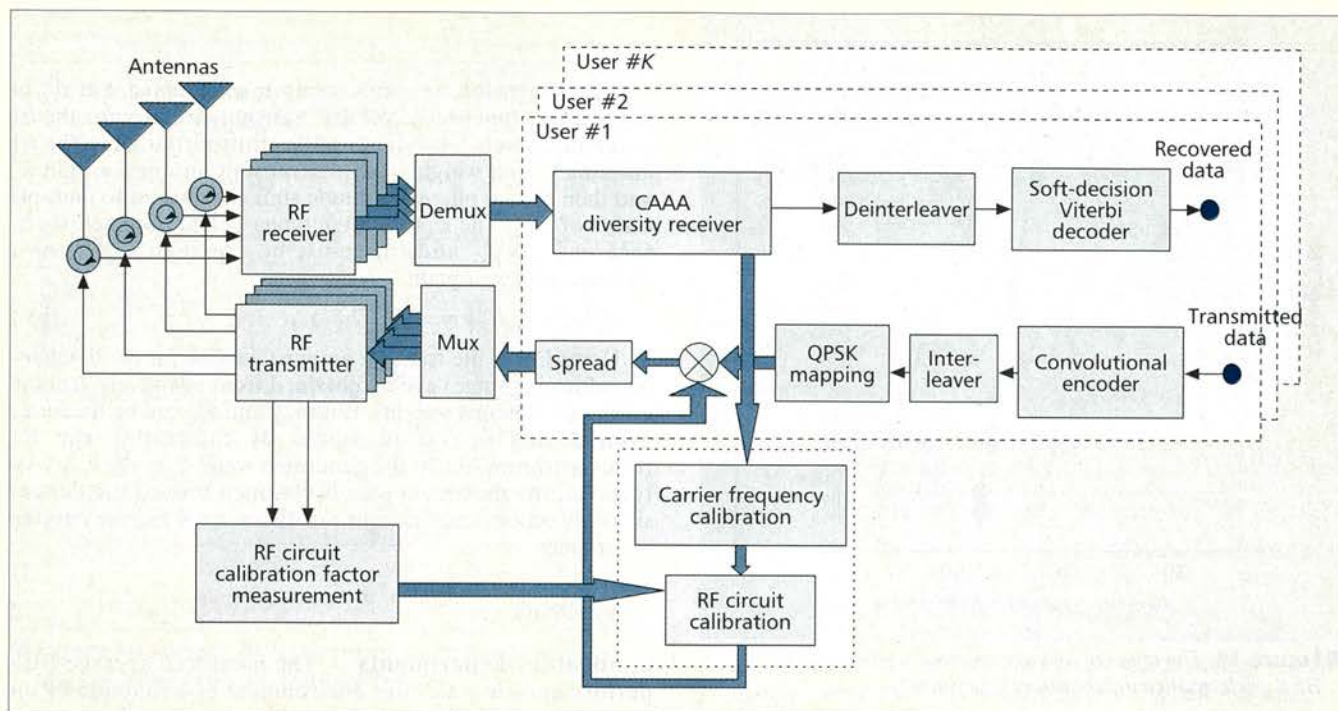 Antennas
User #K
User #2
User #1
RF
receiver
Demux
CAAA
diversity receiver
Deinterleaver
Soft-decision
Viterbi
decoder
Recovered
data
RF
transmitter
Mux
Spread
QPSK
mapping
Inter-
leaver
Convolutional
encoder
Transmitted
data
Carrier frequency
calibration
RF circuit
calibration factor
measurement
RF circuit
calibration